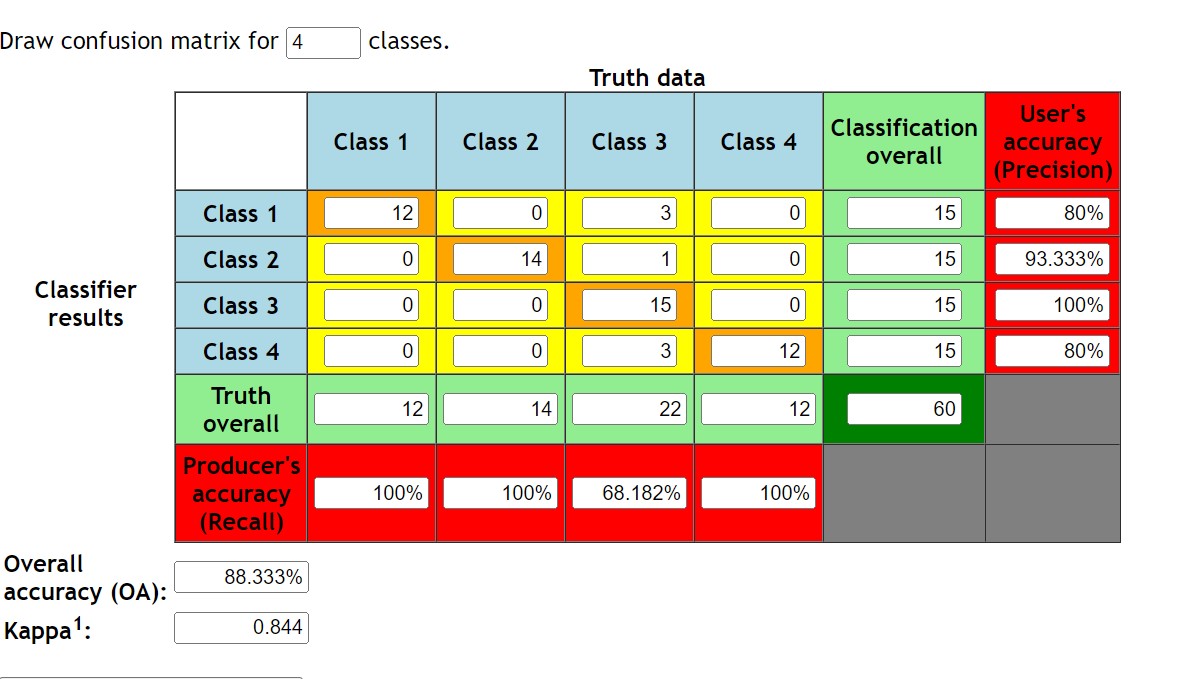 Draw confusion matrix for 4 classes.
Truth data
Class 1 Class 2 Class 3 Class 4 Classification overall User's accuracy (Precision)
Classifier results
Class 1 12 0 3 0 15 80%
Class 2 0 14 1 0 15 93.333%
Class 3 0 0 15 0 15 100%
Class 4 0 0 3 12 15 80%
Truth overall 12 14 22 12 60
Producer's accuracy (Recall) 100% 100% 68.182% 100%
Overall accuracy (OA): 88.333%
Kappa¹: 0.844